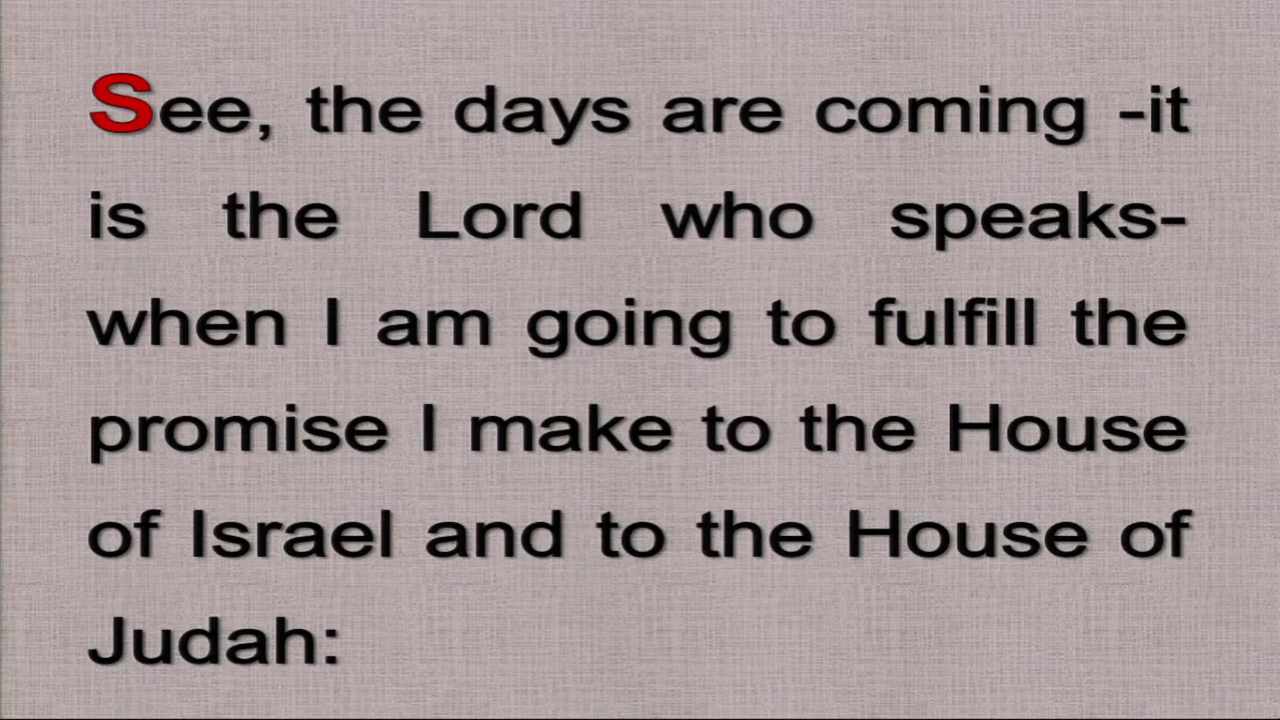 See, the days are coming -it
is the Lord who speaks-
when I am going to fulfill the
promise I make to the House
of Israel and to the House of
Judah: